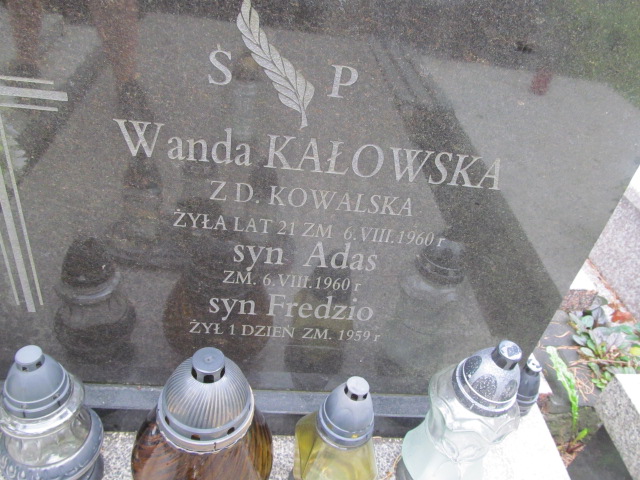 Ś P
Wanda KAŁOWSKA
Z D. KOWALSKA
ŻYŁA LAT 21 ZM 6.VIII.1960 r
syn Adas
ZM. 6.VIII.1960 r
syn Fredzio
ŻYŁ 1 DZIEŃ ZM. 1959 r